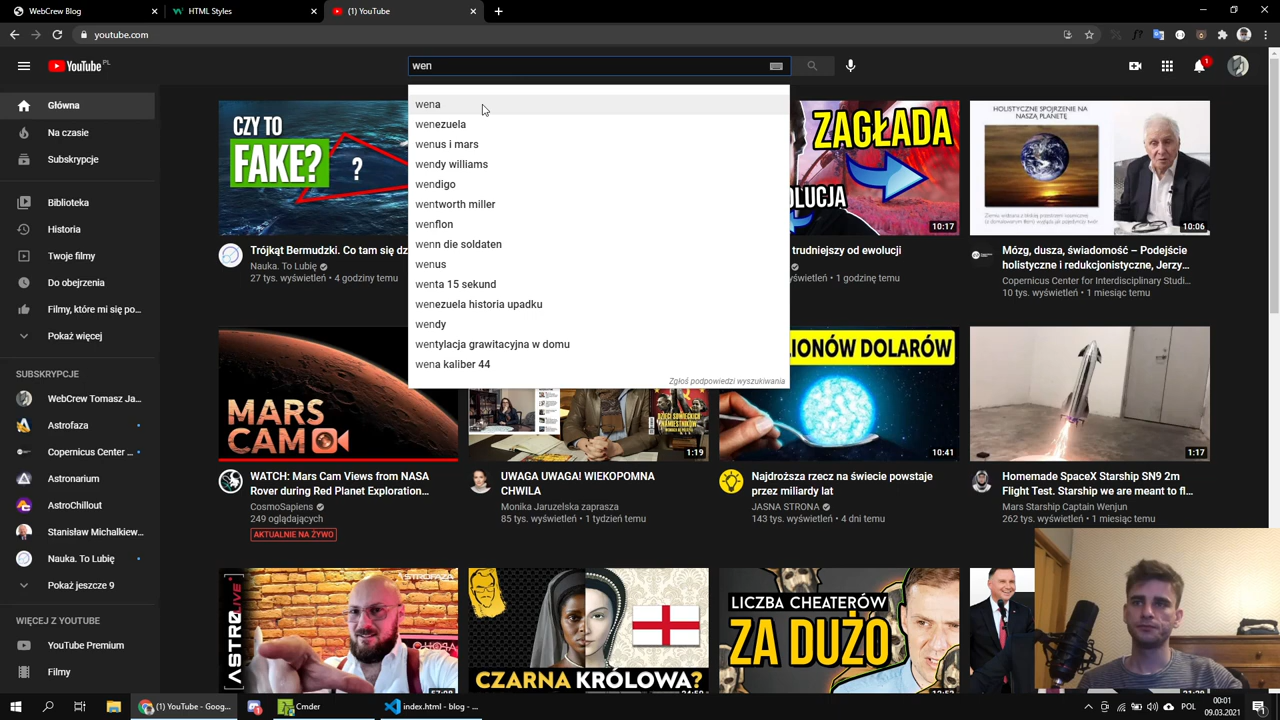 WebCrew Blog
HTML Styles
(1) YouTube
youtube.com
YouTube PL
wen
1
wena
wenezuela
wenus i mars
wendy williams
wendigo
wentworth miller
wenflon
wenn die soldaten
wenus
wenta 15 sekund
wenezuela historia upadku
wendy
wentylacja grawitacyjna w domu
wena kaliber 44
Zgłoś podpowiedzi wyszukiwania
Główna
Na czasie
Subskrypcje
Biblioteka
Historia
Twoje filmy
Do obejrzenia
Filmy, które mi się po...
Pokaż więcej
SUBSKRYPCJE
WebCrew Tomasz Ja...
Astrofaza
Copernicus Center ...
Astronarium
AstroChillout
Stanisław Michalkiew...
Nauka. To Lubię
Pokaż jeszcze 9
WIĘCEJ Z YOUTUBE
YouTube Premium
Filmy
CZY TO
FAKE?
?
Trójkąt Bermudzki. Co tam się dz
Nauka. To Lubię
27 tys. wyświetleń • 4 godziny temu
ZAGŁADA
OLUCJA
10:17
trudniejszy od ewolucji
wyświetleń • 1 godzinę temu
HOLISTYCZNE SPOJRZENIE NA
NASZĄ PLANETĘ
10:06
Mózg, dusza, świadomość – Podejście
holistyczne i redukcjonistyczne, Jerzy...
Copernicus Center for Interdisciplinary Studi...
10 tys. wyświetleń • 1 miesiąc temu
MARS
CAM
WATCH: Mars Cam Views from NASA
Rover during Red Planet Exploration...
CosmoSapiens
249 oglądających
AKTUALNIE NA ŻYWO
1:19
UWAGA UWAGA! WIEKOPOMNA
CHWILA
Monika Jaruzelska zaprasza
85 tys. wyświetleń • 1 tydzień temu
IONÓW DOLARÓW
10:41
Najdroższa rzecz na świecie powstaje
przez miliardy lat
JASNA STRONA
143 tys. wyświetleń • 4 dni temu
1:17
Homemade SpaceX Starship SN9 2m
Flight Test. Starship we are meant to fl...
Mars Starship Captain Wenjun
262 tys. wyświetleń • 1 miesiąc temu
ASTROLIVE
CZARNA KRÓLOWA?
LICZBA CHEATERÓW
ZA DUŻO
(1) YouTube - Goog...
Cmder
index.html - blog - ...
POL
00:01
09.03.2021